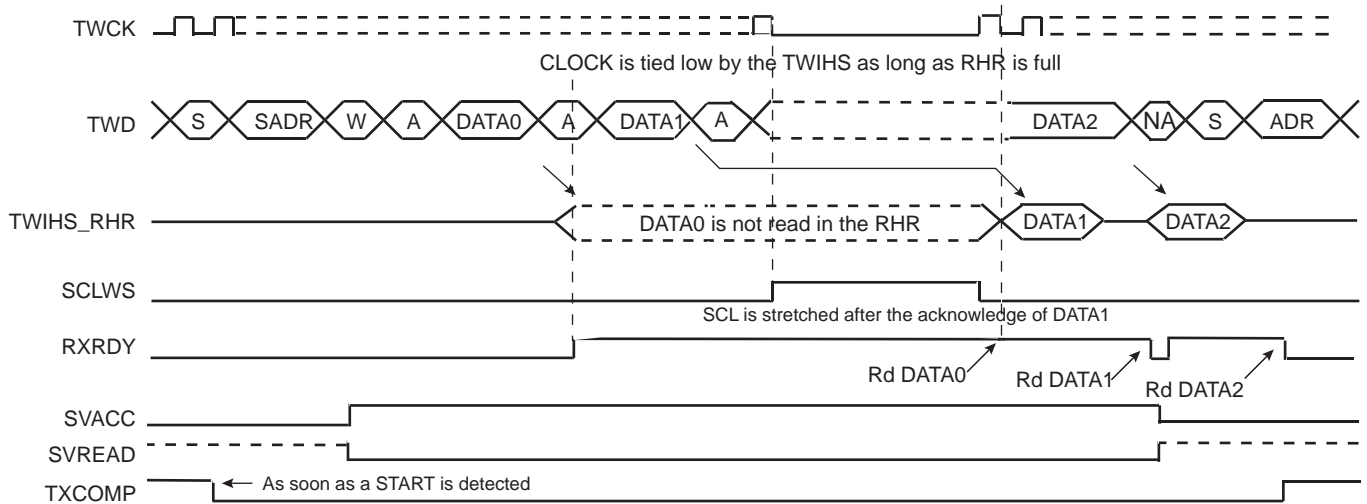 TWCK
CLOCK is tied low by the TWIHS as long as RHR is full
TWD S SADR W A DATA0 A DATA1 A DATA2 NA S ADR
TWIHS_RHR DATA0 is not read in the RHR DATA1 DATA2
SCLWS
SCL is stretched after the acknowledge of DATA1
RXRDY
Rd DATA0 Rd DATA1 Rd DATA2
SVACC
SVREAD
TXCOMP As soon as a START is detected